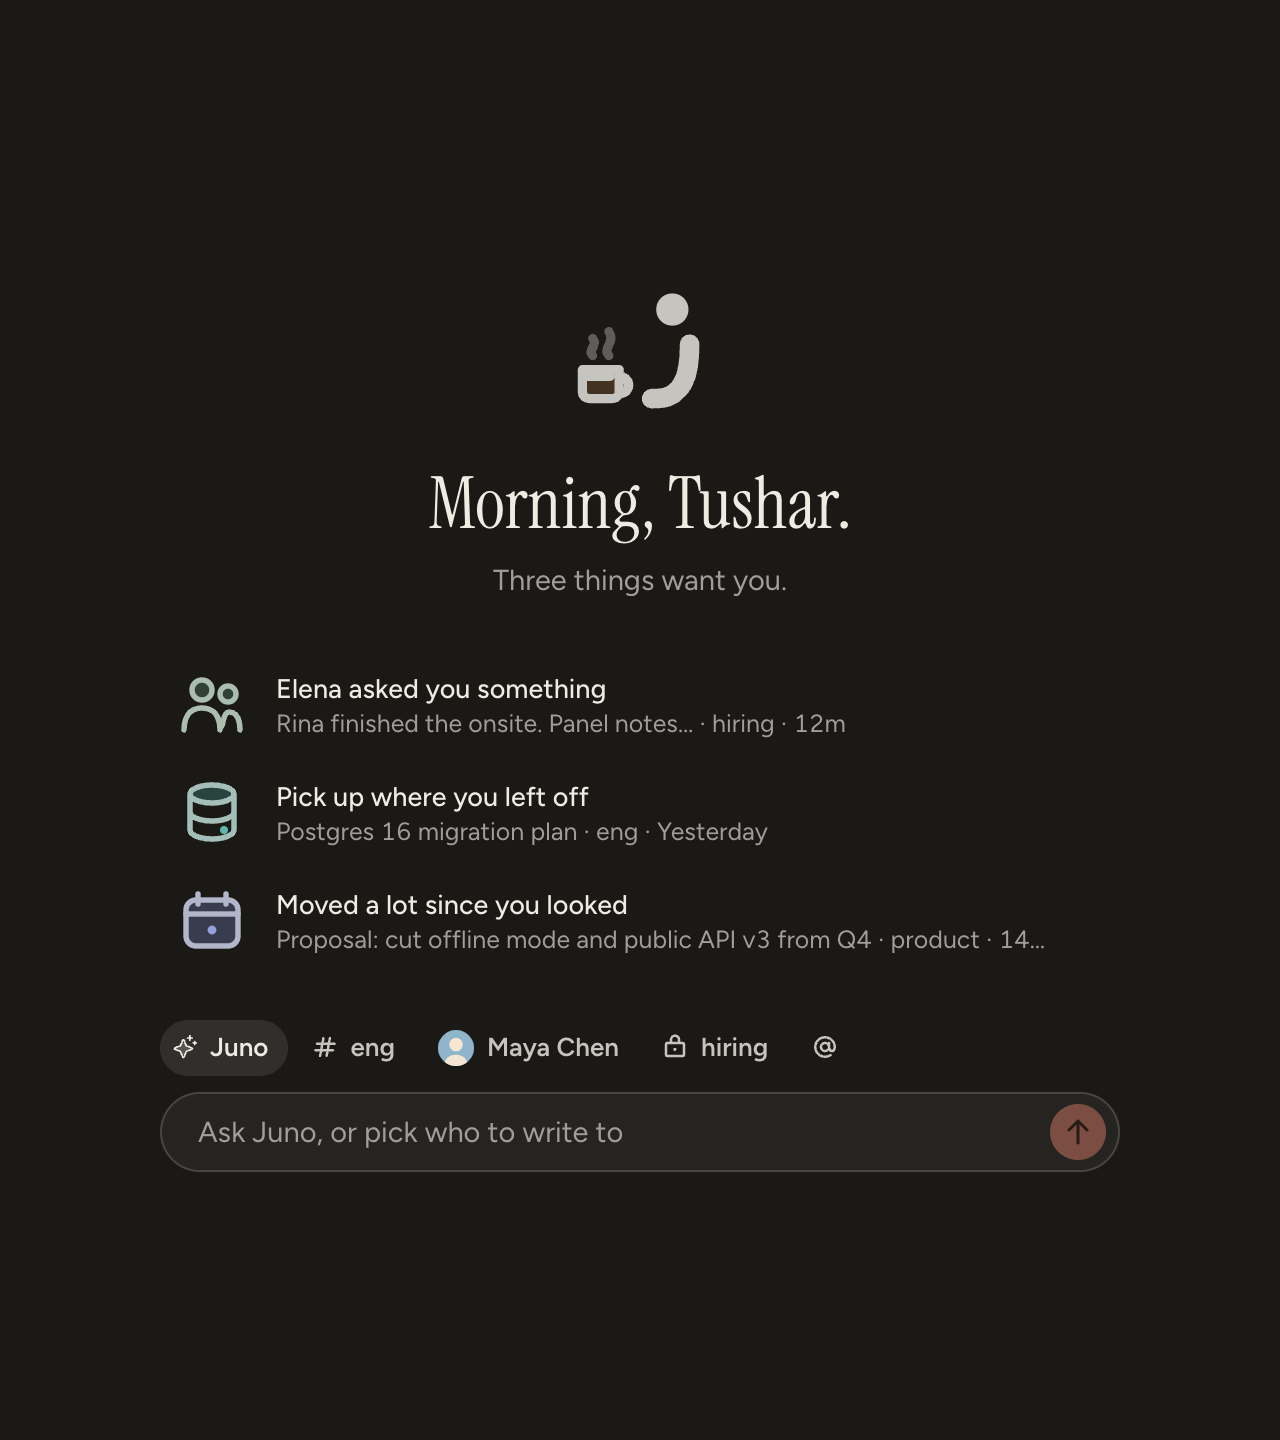 Morning, Tushar.
Three things want you.
Elena asked you something
Rina finished the onsite. Panel notes... · hiring · 12m
Pick up where you left off
Postgres 16 migration plan · eng · Yesterday
Moved a lot since you looked
Proposal: cut offline mode and public API v3 from Q4 · product · 14...
Juno # eng Maya Chen hiring @
Ask Juno, or pick who to write to